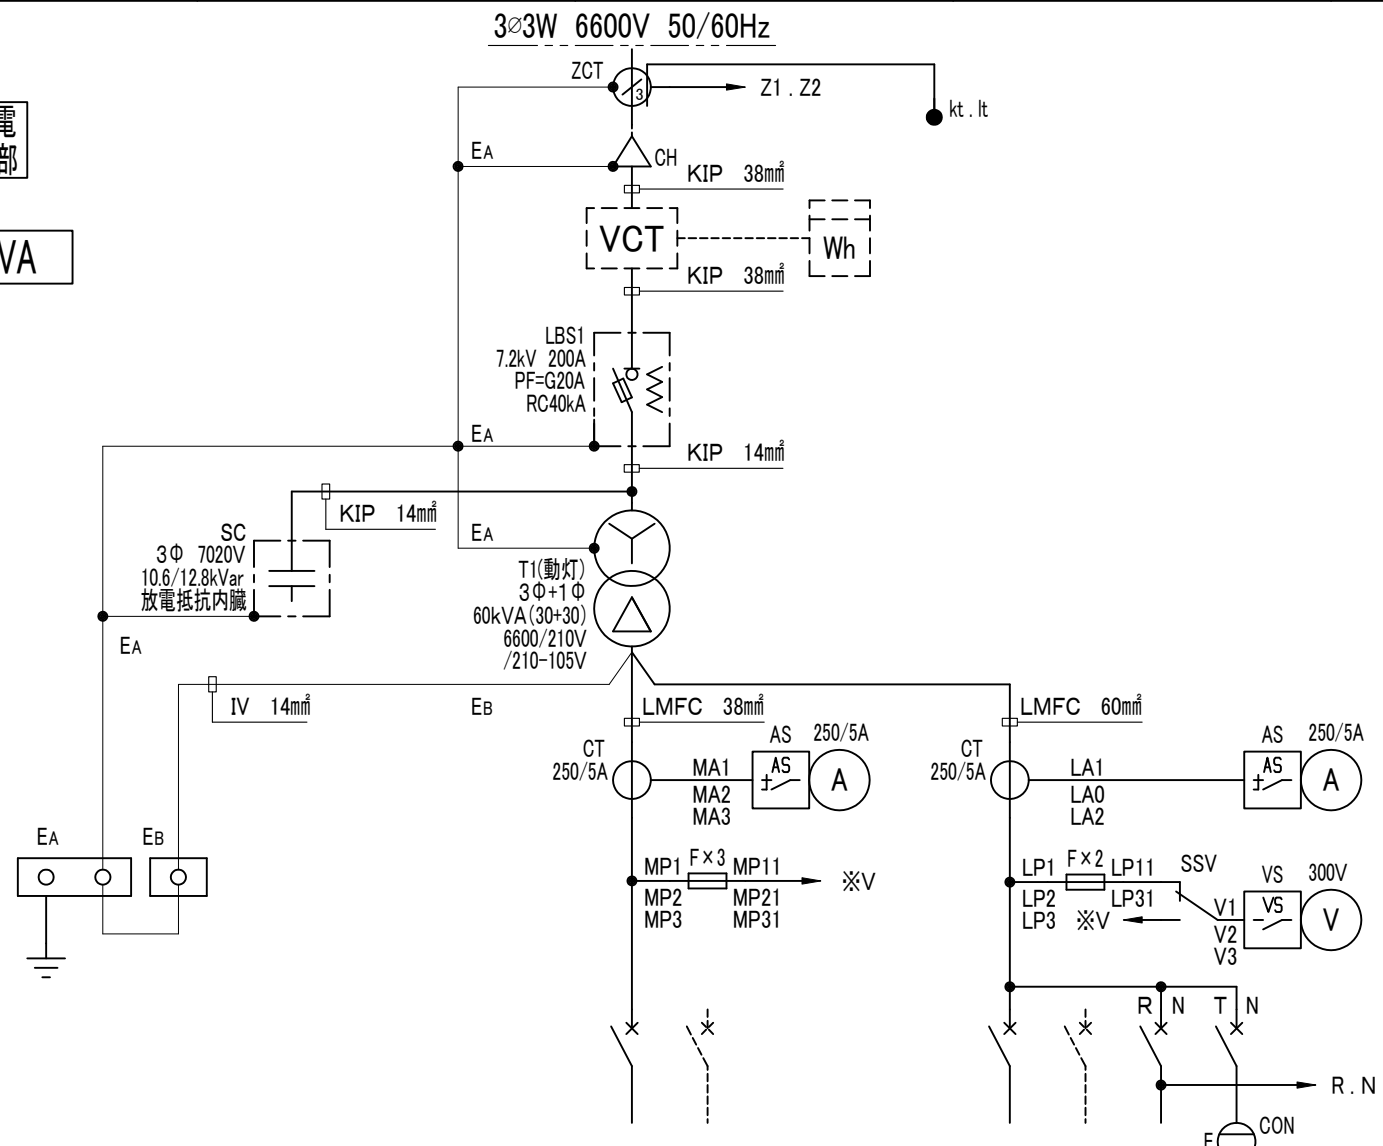 3∅3W 6600V 50/60Hz
ZCT
3
Z1 . Z2
kt . lt
電
部
EA
CH
KIP 38mm²
VA
VCT
Wh
KIP 38mm²
LBS1
7.2kV 200A
PF=G20A
RC40kA
EA
KIP 14mm²
KIP 14mm²
EA
SC
3Φ 7020V
10.6/12.8kVar
放電抵抗内臓
T1(動灯)
3Φ+1Φ
60kVA(30+30)
6600/210V
/210-105V
EA
IV 14mm²
EB
LMFC 38mm²
LMFC 60mm²
CT
250/5A
MA1
MA2
MA3
AS
250/5A
AS
A
CT
250/5A
LA1
LA0
LA2
AS
250/5A
AS
A
EA
EB
MP1
MP2
MP3
F×3
MP11
MP21
MP31
※V
LP1
LP2
LP3
F×2
LP11
LP31
※V
SSV
V1
V2
V3
VS
300V
VS
V
R N
T N
R . N
E
CON